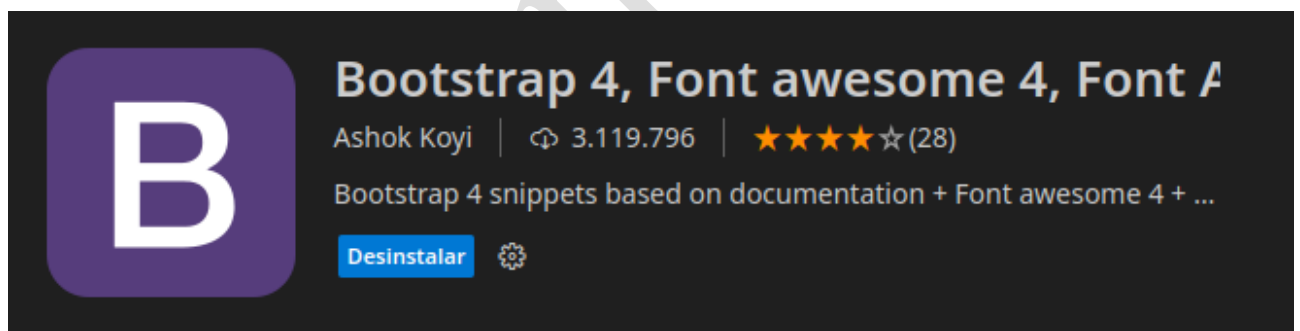 B
Bootstrap 4, Font awesome 4, Font
Ashok Koyi 3.119.796 (28)
Bootstrap 4 snippets based on documentation + Font awesome 4 + ...
Desinstalar